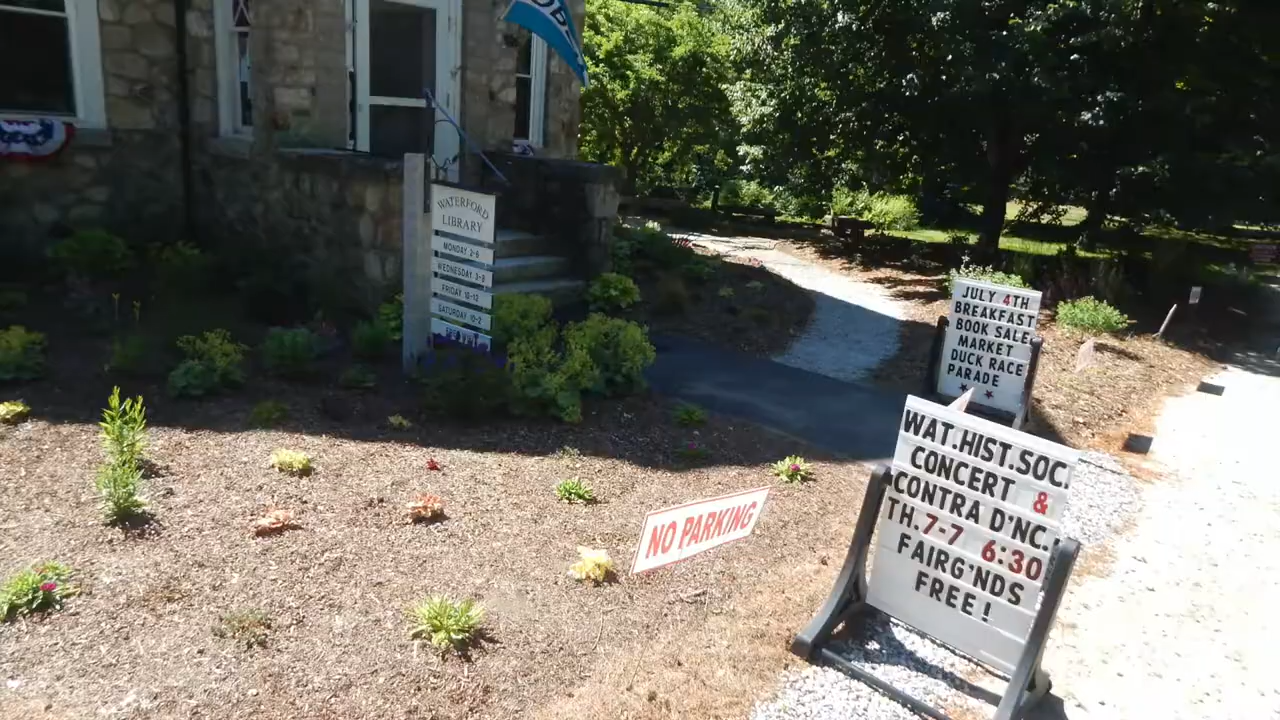 WATERFORD
LIBRARY
MONDAY 2-6
WEDNESDAY 3-8
FRIDAY 10-12
SATURDAY 10-2
JULY 4TH
BREAKFAST
BOOK SALE
MARKET
DUCK RACE
PARADE
WAT.HIST.SOC.
CONCERT &
CONTRA D'NC.
TH.7-7 6:30
FAIRG'NDS
FREE!
NO PARKING